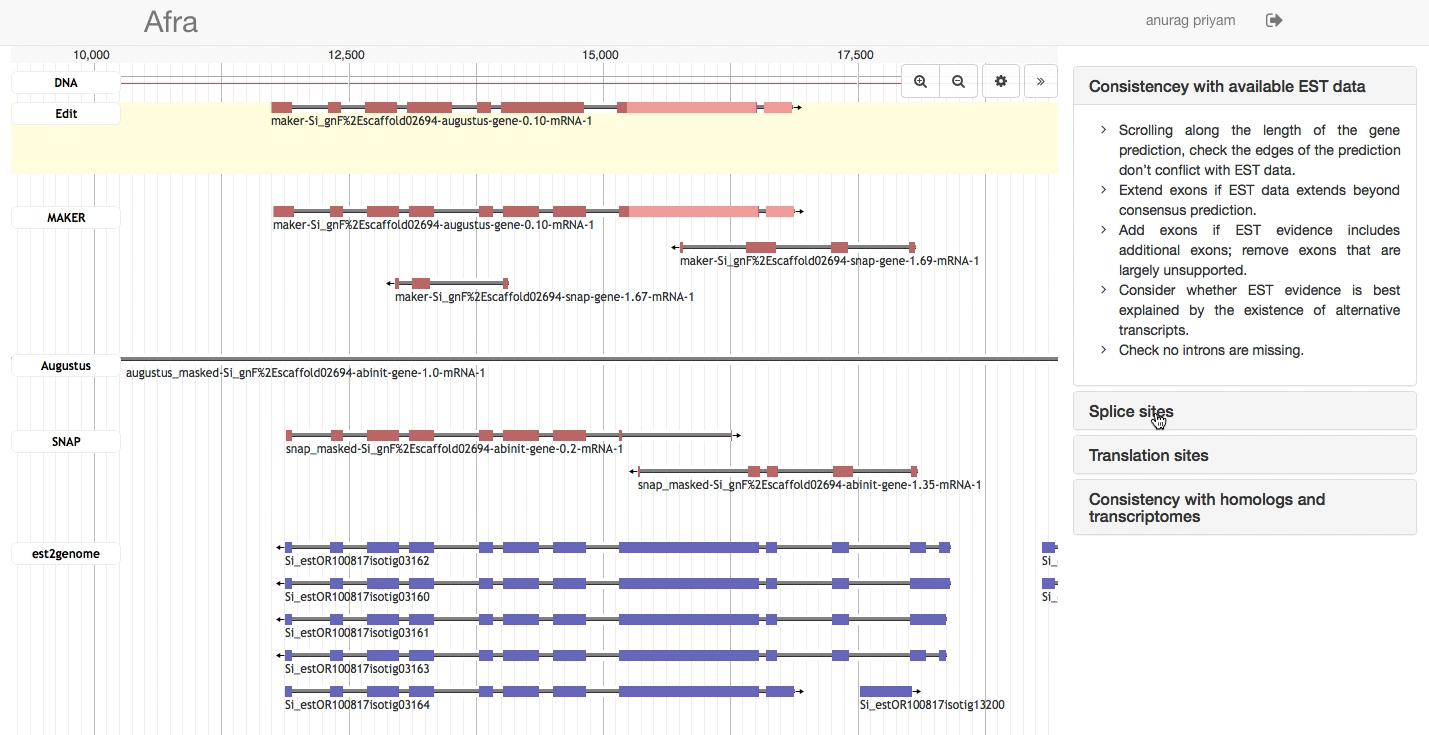 Afra
anurag priyam
10,000 12,500 15,000 17,500
DNA
Edit
maker-Si_gnF%2Escaffold02694-augustus-gene-0.10-mRNA-1
MAKER
maker-Si_gnF%2Escaffold02694-augustus-gene-0.10-mRNA-1
maker-Si_gnF%2Escaffold02694-snap-gene-1.69-mRNA-1
maker-Si_gnF%2Escaffold02694-snap-gene-1.67-mRNA-1
Augustus
augustus_masked-Si_gnF%2Escaffold02694-abinit-gene-1.0-mRNA-1
SNAP
snap_masked-Si_gnF%2Escaffold02694-abinit-gene-0.2-mRNA-1
snap_masked-Si_gnF%2Escaffold02694-abinit-gene-1.35-mRNA-1
est2genome
Si_estOR100817isotig03162
Si_
Si_estOR100817isotig03160
Si_
Si_estOR100817isotig03161
Si_estOR100817isotig03163
Si_estOR100817isotig03164
Si_estOR100817isotig13200
Consistencey with available EST data
Scrolling along the length of the gene
prediction, check the edges of the prediction
don't conflict with EST data.
Extend exons if EST data extends beyond
consensus prediction.
Add exons if EST evidence includes
additional exons; remove exons that are
largely unsupported.
Consider whether EST evidence is best
explained by the existence of alternative
transcripts.
Check no introns are missing.
Splice sites
Translation sites
Consistency with homologs and
transcriptomes